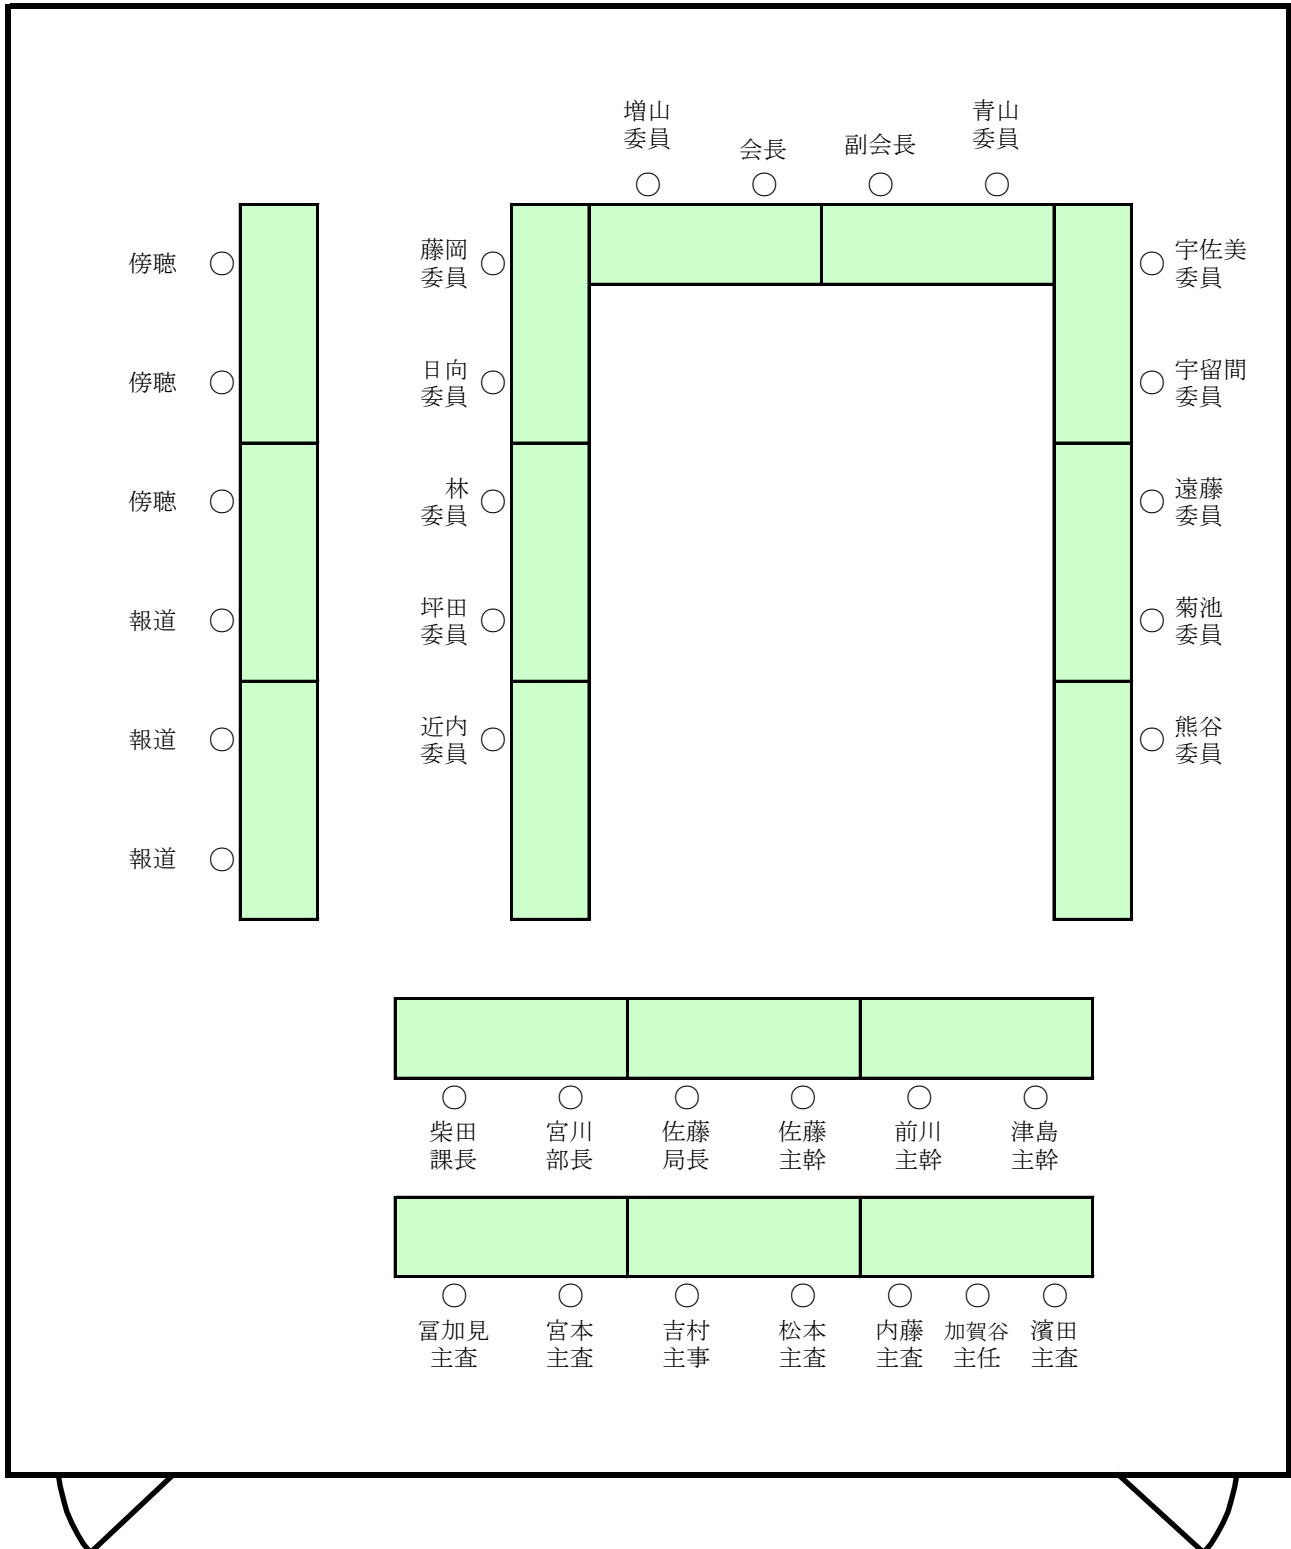 増山
委員
会長
副会長
青山
委員
傍聴
藤岡
委員
宇佐美
委員
傍聴
日向
委員
宇留間
委員
傍聴
林
委員
遠藤
委員
報道
坪田
委員
菊池
委員
報道
近内
委員
熊谷
委員
報道
柴田
課長
宮川
部長
佐藤
局長
佐藤
主幹
前川
主幹
津島
主幹
冨加見
主査
宮本
主査
吉村
主事
松本
主査
内藤
主査
加賀谷
主任
濱田
主査